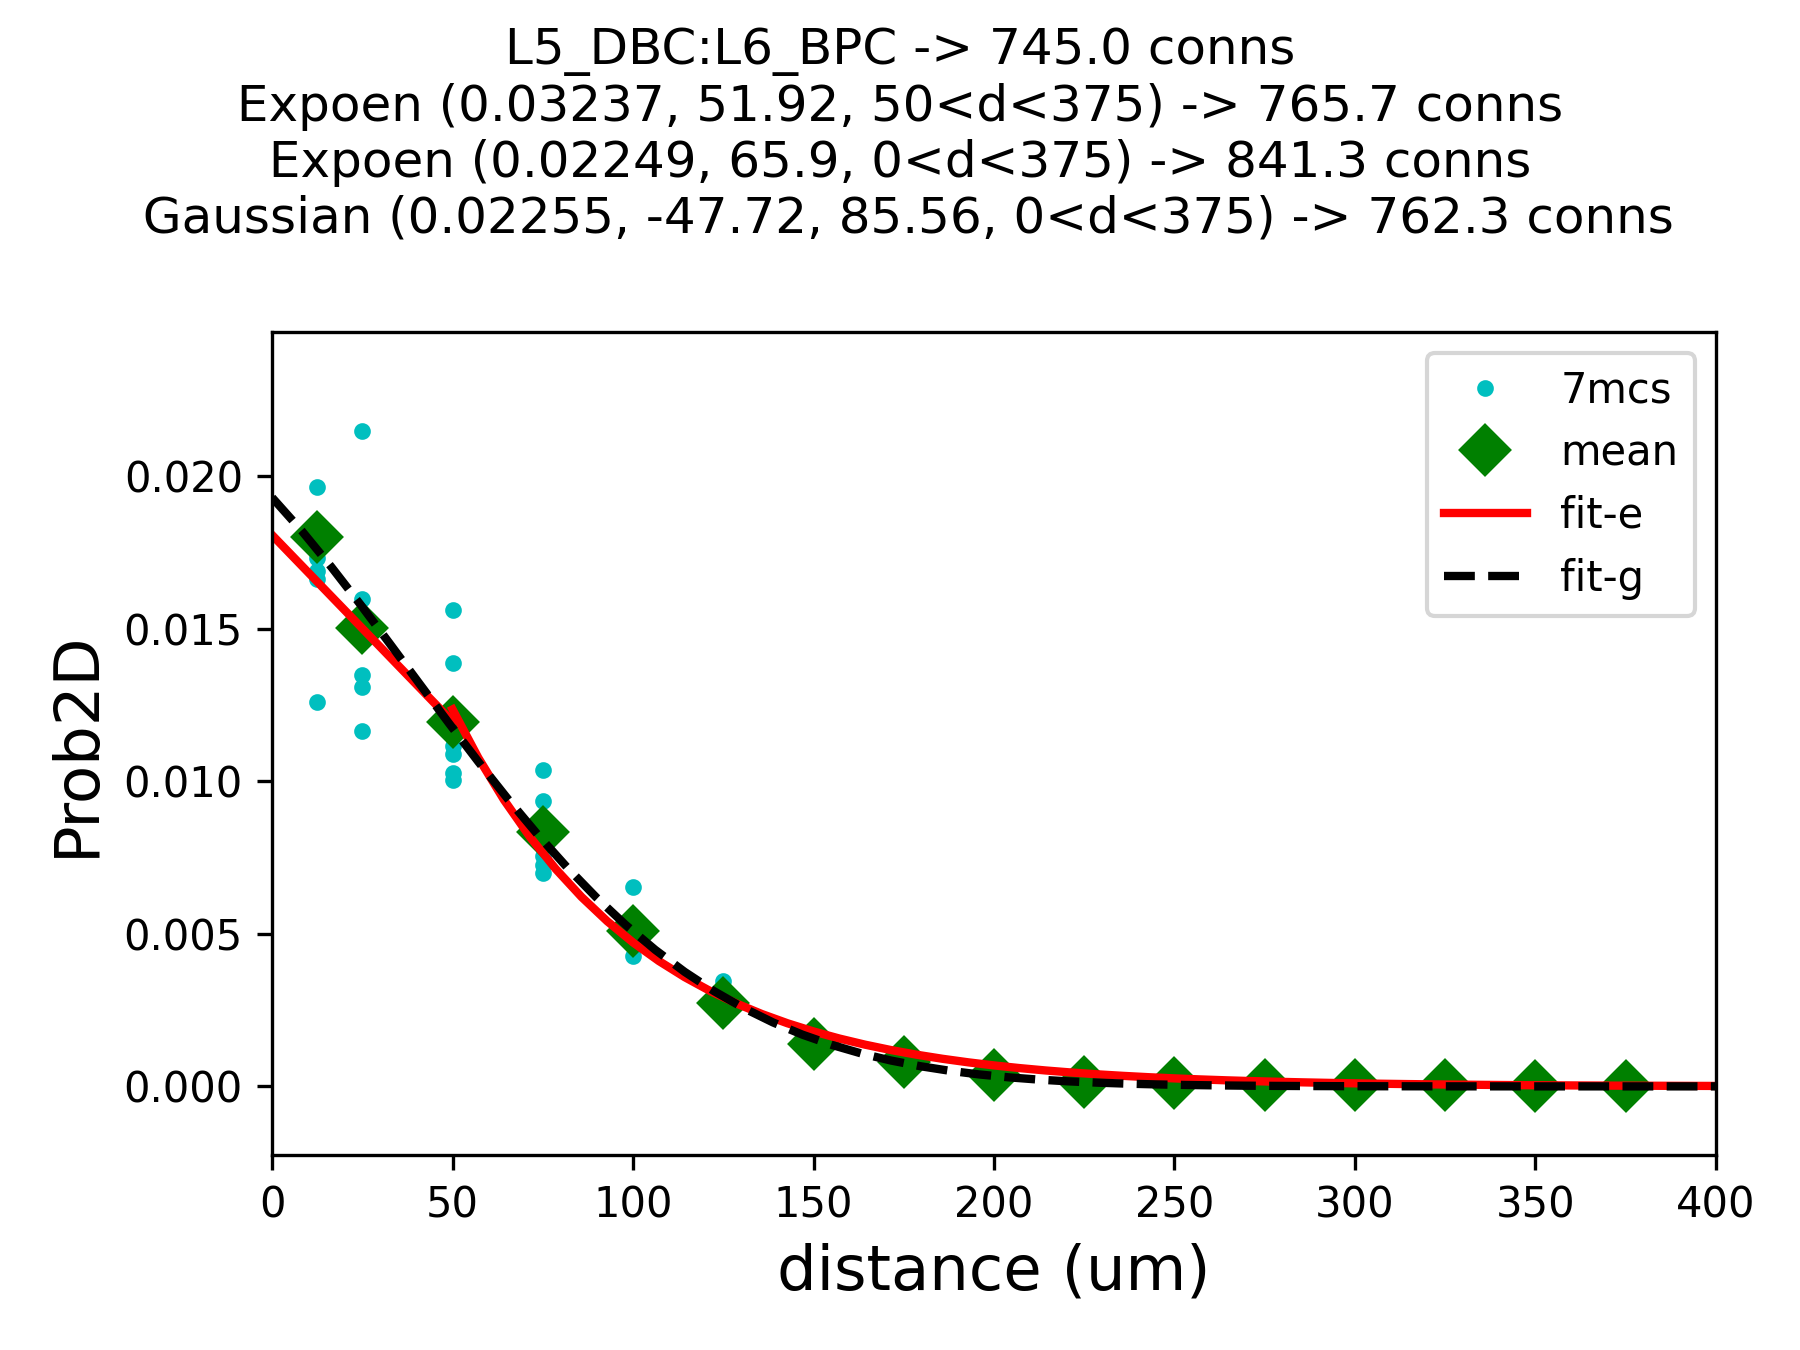 L5_DBC:L6_BPC -> 745.0 conns
Expoen (0.03237, 51.92, 50<d<375) -> 765.7 conns
Expoen (0.02249, 65.9, 0<d<375) -> 841.3 conns
Gaussian (0.02255, -47.72, 85.56, 0<d<375) -> 762.3 conns
7mcs
mean
fit-e
fit-g
Prob2D
0.020
0.015
0.010
0.005
0.000
0 50 100 150 200 250 300 350 400
distance (um)